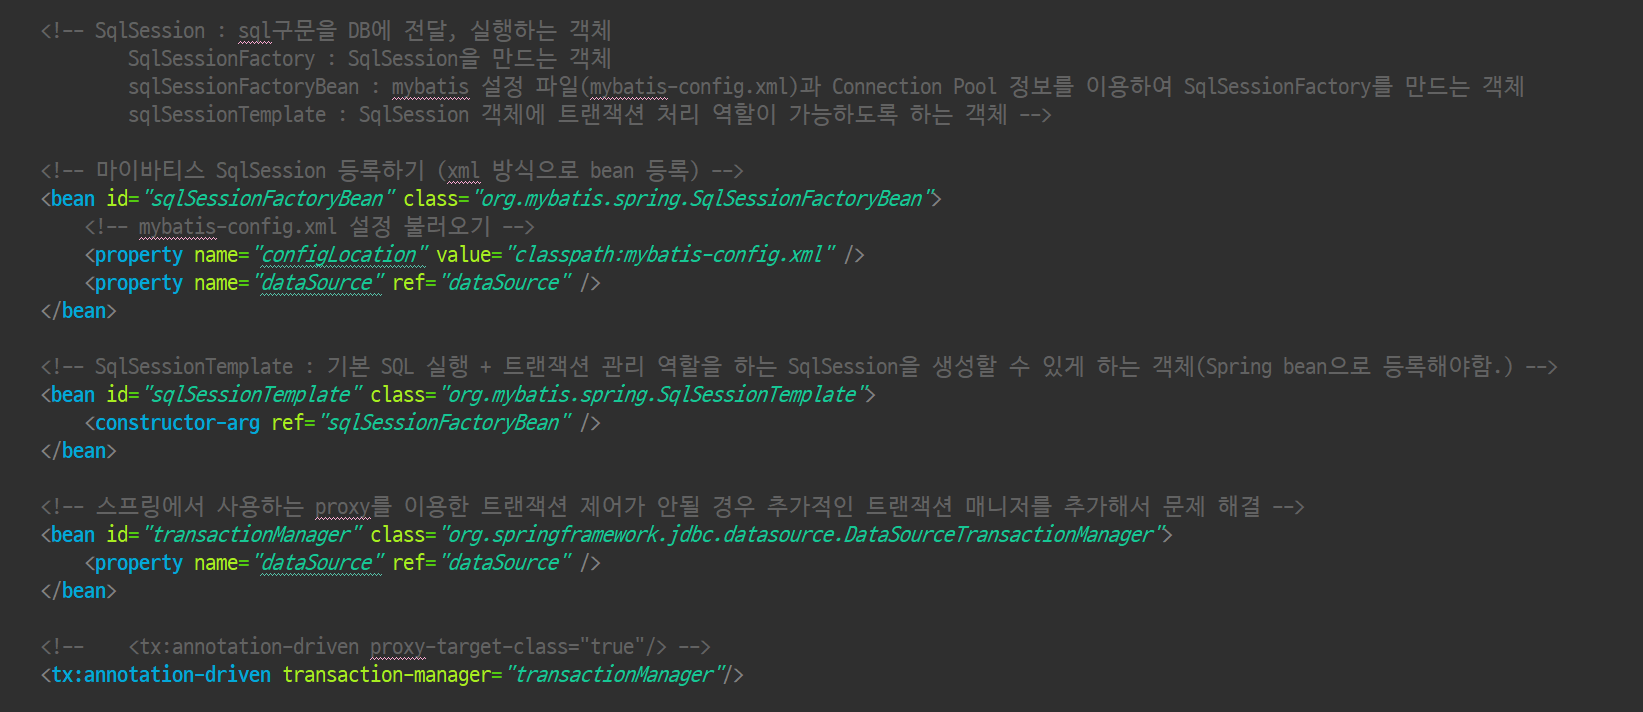 <!-- SqlSession : sql구문을 DB에 전달, 실행하는 객체
SqlSessionFactory : SqlSession을 만드는 객체
sqlSessionFactoryBean : mybatis 설정 파일(mybatis-config.xml)과 Connection Pool 정보를 이용하여 SqlSessionFactory를 만드는 객체
sqlSessionTemplate : SqlSession 객체에 트랜잭션 처리 역할이 가능하도록 하는 객체 -->
<!-- 마이바티스 SqlSession 등록하기 (xml 방식으로 bean 등록) -->
<bean id="sqlSessionFactoryBean" class="org.mybatis.spring.SqlSessionFactoryBean">
<!-- mybatis-config.xml 설정 불러오기 -->
<property name="configLocation" value="classpath:mybatis-config.xml" />
<property name="dataSource" ref="dataSource" />
</bean>
<!-- SqlSessionTemplate : 기본 SQL 실행 + 트랜잭션 관리 역할을 하는 SqlSession을 생성할 수 있게 하는 객체(Spring bean으로 등록해야함.) -->
<bean id="sqlSessionTemplate" class="org.mybatis.spring.SqlSessionTemplate">
<constructor-arg ref="sqlSessionFactoryBean" />
</bean>
<!-- 스프링에서 사용하는 proxy를 이용한 트랜잭션 제어가 안될 경우 추가적인 트랜잭션 매니저를 추가해서 문제 해결 -->
<bean id="transactionManager" class="org.springframework.jdbc.datasource.DataSourceTransactionManager">
<property name="dataSource" ref="dataSource" />
</bean>
<!-- <tx:annotation-driven proxy-target-class="true"/> -->
<tx:annotation-driven transaction-manager="transactionManager"/>